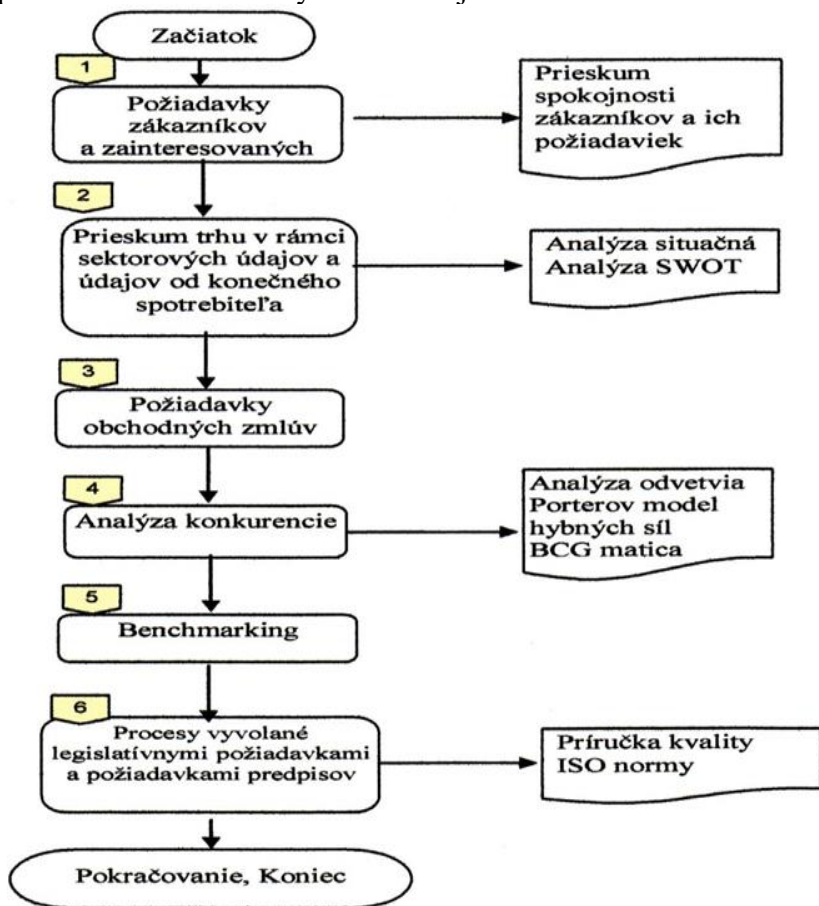 Začiatok
1
Požiadavky
zákazníkov
a zainteresovaných
Prieskum
spokojnosti
zákazníkov a ich
požiadaviek
2
Prieskum trhu v rámci
sektorových údajov a
údajov od konečného
spotrebiteľa
Analýza situačná
Analýza SWOT
3
Požiadavky
obchodných zmlúv
4
Analýza konkurencie
Analýza odvetvia
Porterov model
hybných síl
BCG matica
5
Benchmarking
6
Procesy vyvolané
legislatívnymi požiadavkami
a požiadavkami predpisov
Príručka kvality
ISO normy
Pokračovanie, Koniec